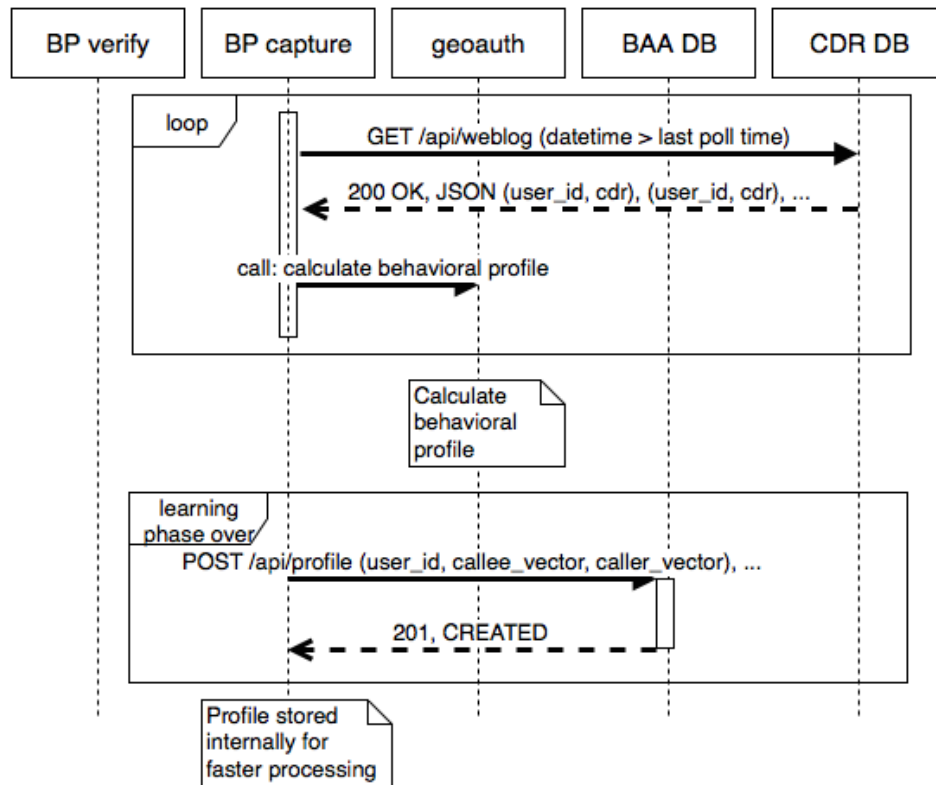 BP verify
BP capture
geoauth
BAA DB
CDR DB
loop
GET /api/weblog (datetime > last poll time)
200 OK, JSON (user_id, cdr), (user_id, cdr), ...
call: calculate behavioral profile
Calculate
behavioral
profile
learning
phase over
POST /api/profile (user_id, callee_vector, caller_vector), ...
201, CREATED
Profile stored
internally for
faster processing